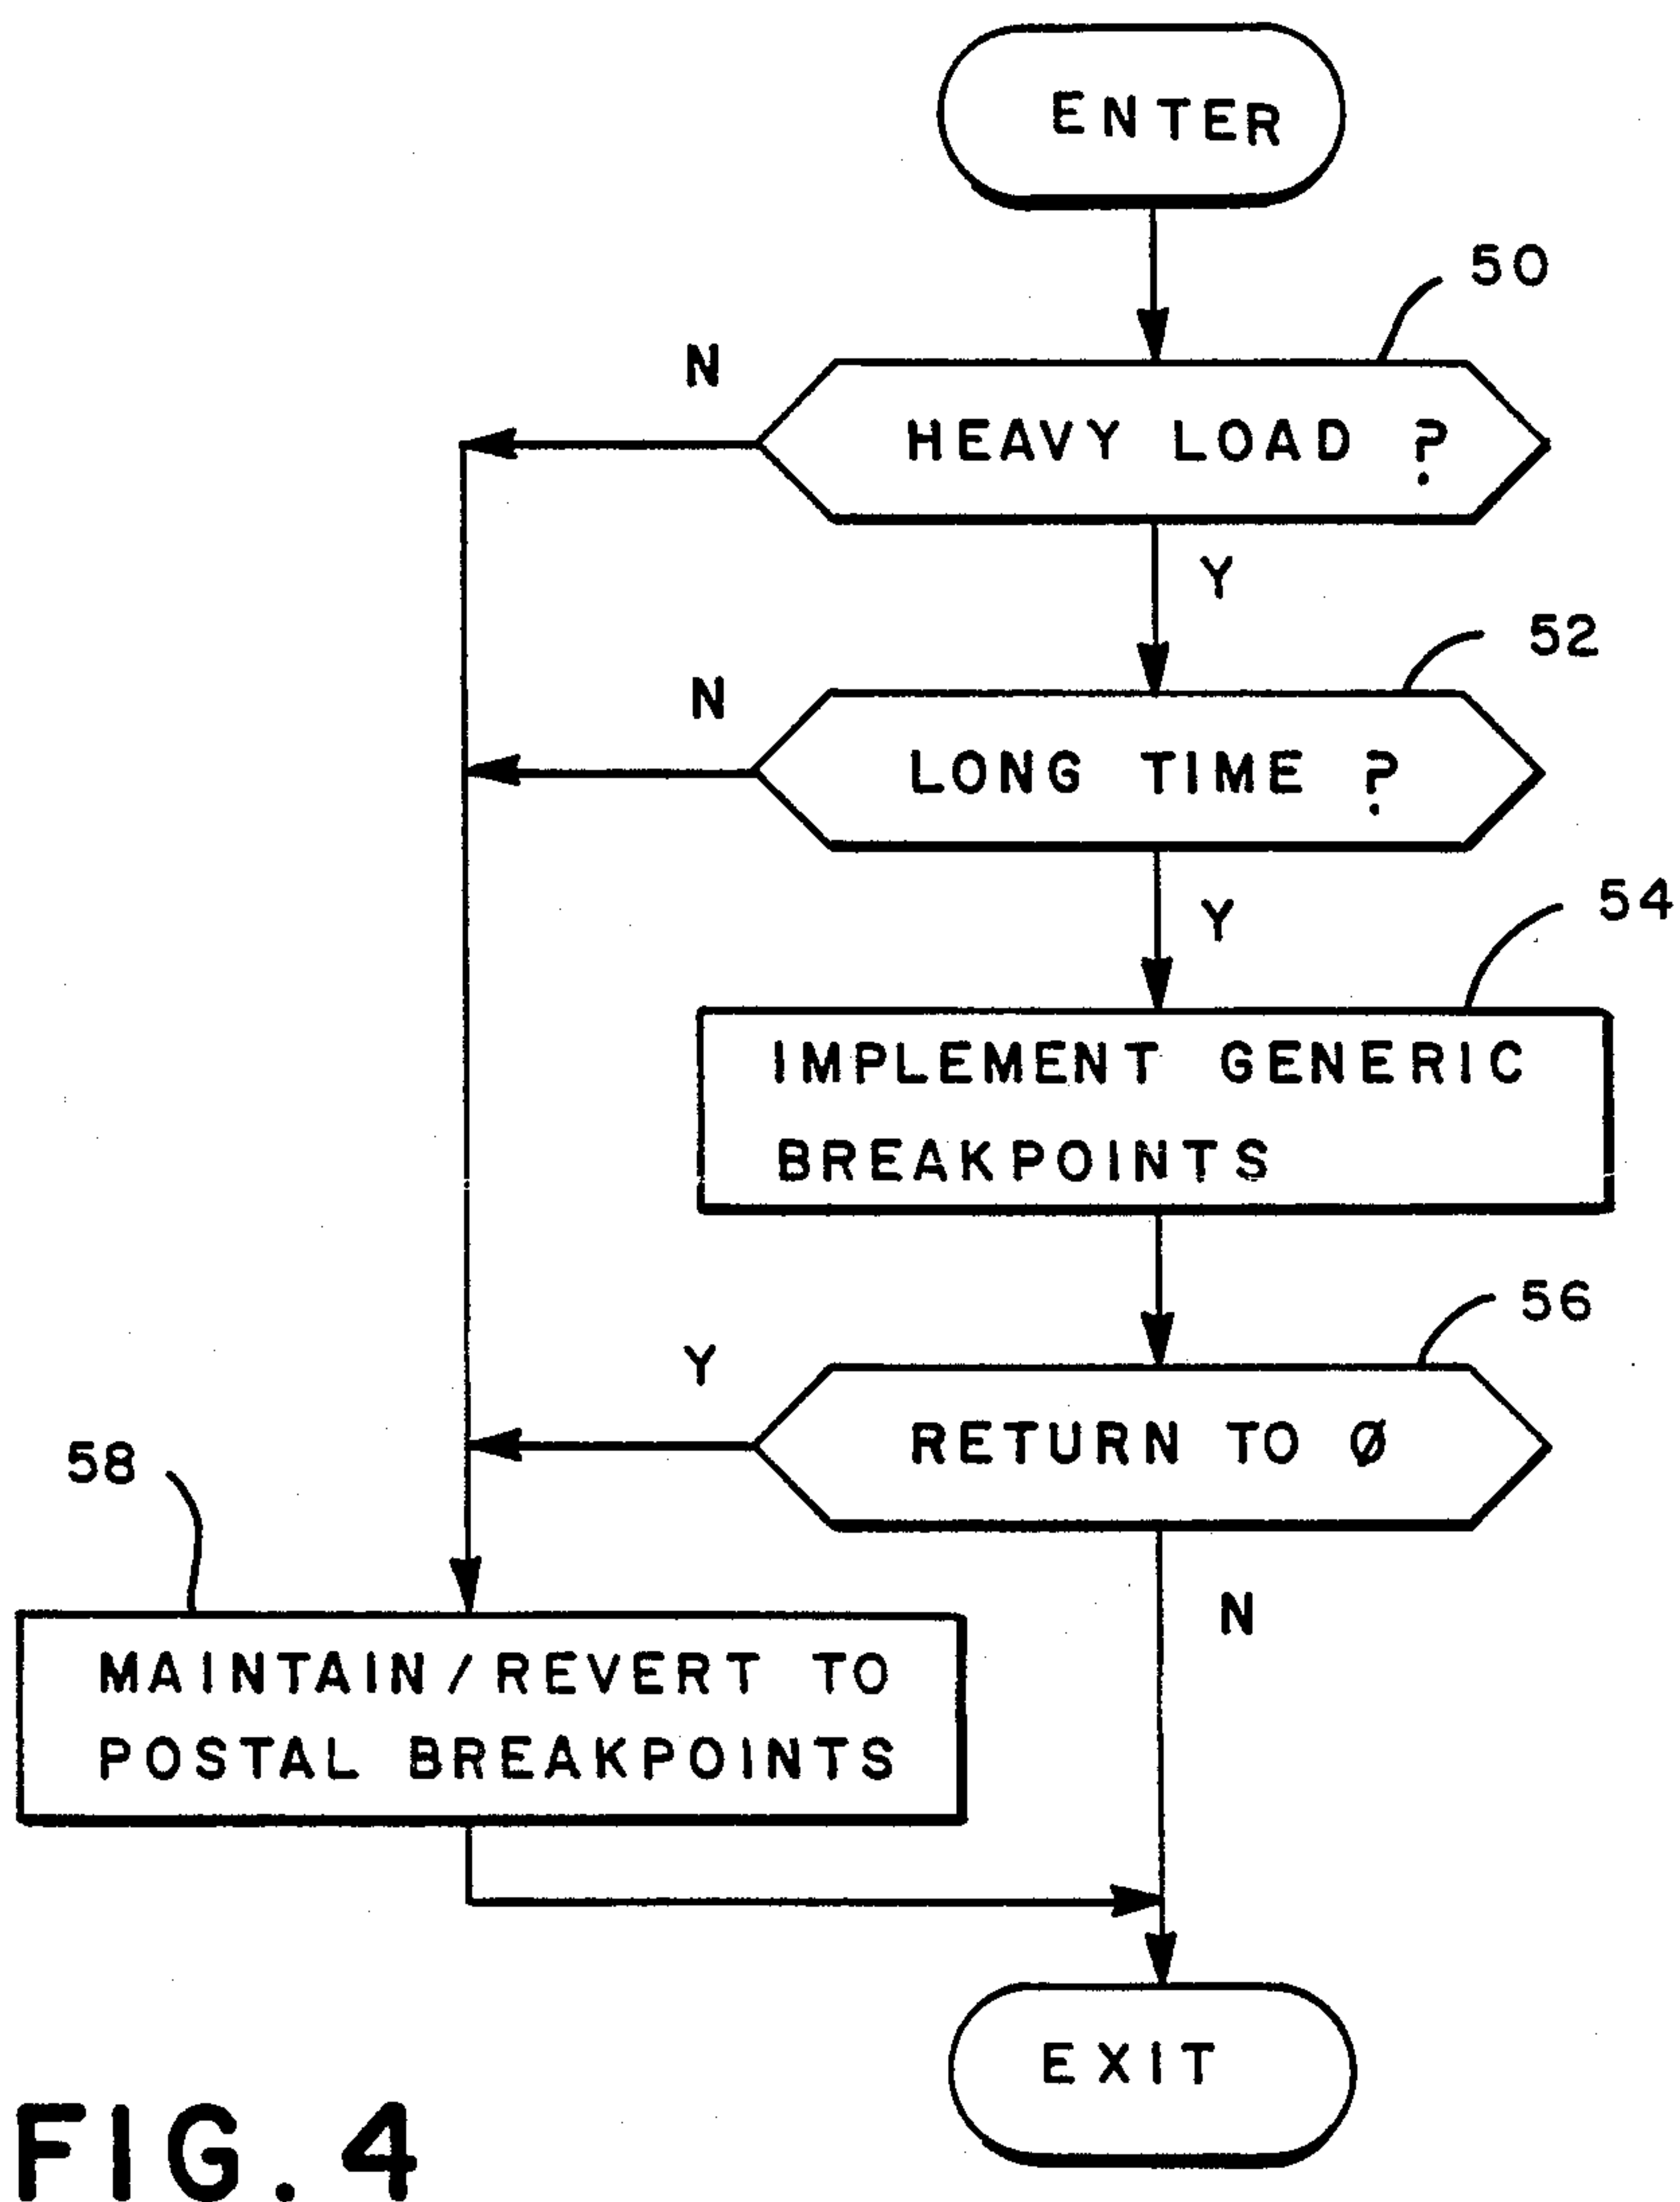 ENTER
50
N
HEAVY LOAD ?
Y
52
N
LONG TIME ?
Y
54
IMPLEMENT GENERIC
BREAKPOINTS
56
Y
RETURN TO Ø
58
N
MAINTAIN/REVERT TO
POSTAL BREAKPOINTS
EXIT
FIG. 4